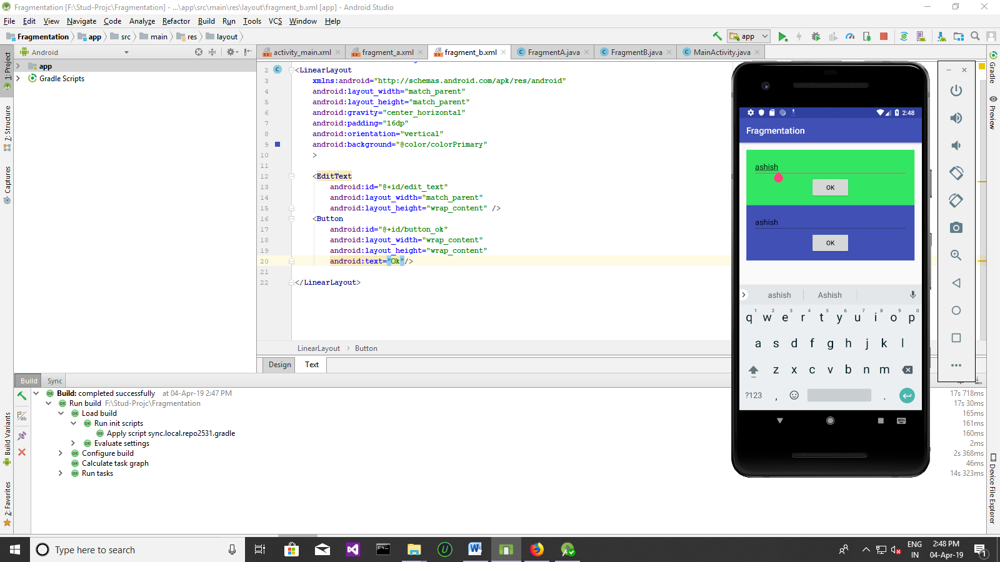 Fragmentation [F:\Stud-Projc\Fragmentation] - ...\app\src\main\res\layout\fragment_b.xml [app] - Android Studio
File Edit View Navigate Code Analyze Refactor Build Run Tools VCS Window Help
Fragmentation app src main res layout app
Android activity_main.xml fragment_a.xml fragment_b.xml FragmentA.java FragmentB.java MainActivity.java
1: Project
7: Structure
Captures
Build Variants
2: Favorites
app
Gradle Scripts
2 <LinearLayout
3 xmlns:android="http://schemas.android.com/apk/res/android"
4 android:layout_width="match_parent"
5 android:layout_height="match_parent"
6 android:gravity="center_horizontal"
7 android:padding="16dp"
8 android:orientation="vertical"
9 android:background="@color/colorPrimary"
10 >
11
12 <EditText
13 android:id="@+id/edit_text"
14 android:layout_width="match_parent"
15 android:layout_height="wrap_content" />
16 <Button
17 android:id="@+id/button_ok"
18 android:layout_width="wrap_content"
19 android:layout_height="wrap_content"
20 android:text="Ok"/>
21
22 </LinearLayout>
LinearLayout Button
Design Text
2:48
Fragmentation
ashish
OK
ashish
OK
ashish Ashish
q1 w2 e3 r4 t5 y6 u7 i8 o9 p0
a s d f g h j k l
z x c v b n m
?123 , .
Gradle
Preview
Device File Explorer
Build Sync
Build: completed successfully at 04-Apr-19 2:47 PM 17s 718ms
Run build F:\Stud-Projc\Fragmentation 17s 30ms
Load build 165ms
Run init scripts 161ms
Apply script sync.local.repo2531.gradle 160ms
Evaluate settings 2ms
Configure build 2s 368ms
Calculate task graph 46ms
Run tasks 14s 323ms
Type here to search
ENG
IN
2:48 PM
04-Apr-19
1